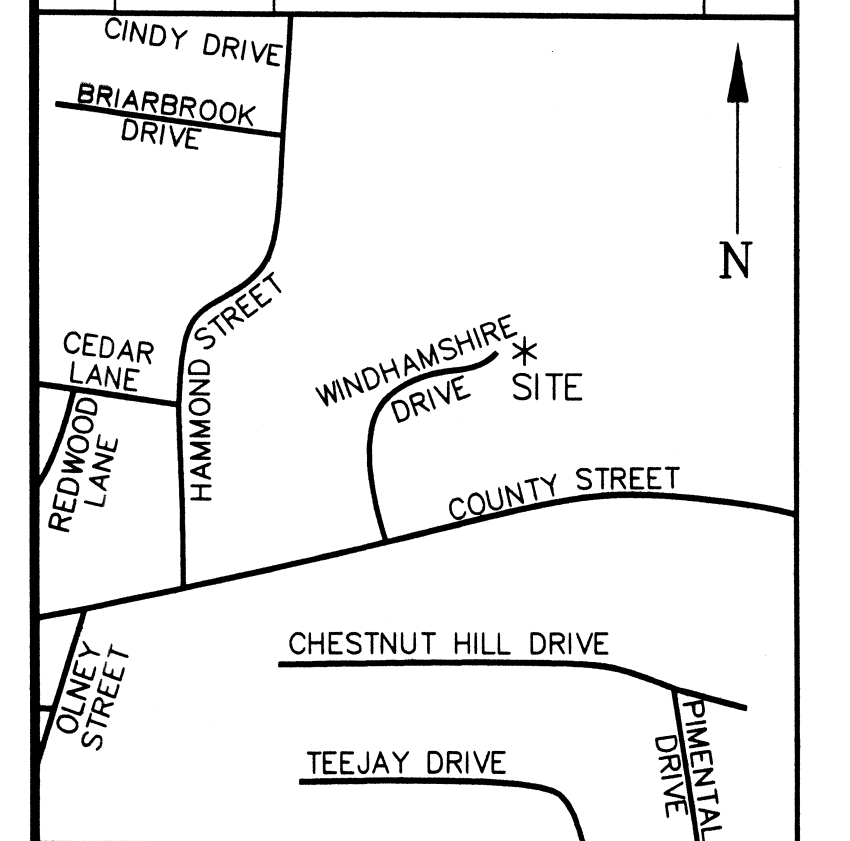 CINDY DRIVE
BRIARBROOK
DRIVE
N
HAMMOND STREET
CEDAR
LANE
REDWOOD
LANE
WINDHAMSHIRE
DRIVE
SITE
COUNTY STREET
OLNEY
STREET
CHESTNUT HILL DRIVE
PIMENTAL
DRIVE
TEEJAY DRIVE